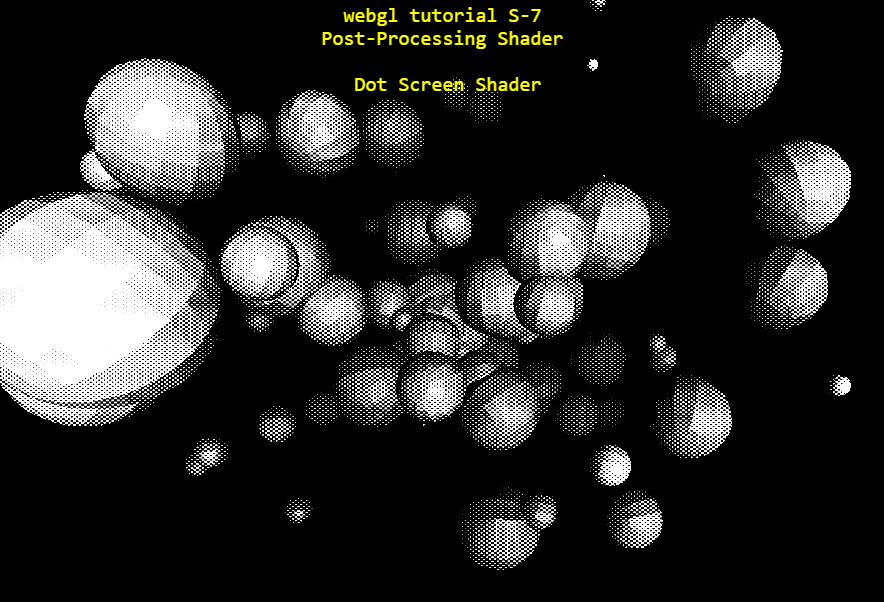 webgl tutorial S-7
Post-Processing Shader
Dot Screen Shader